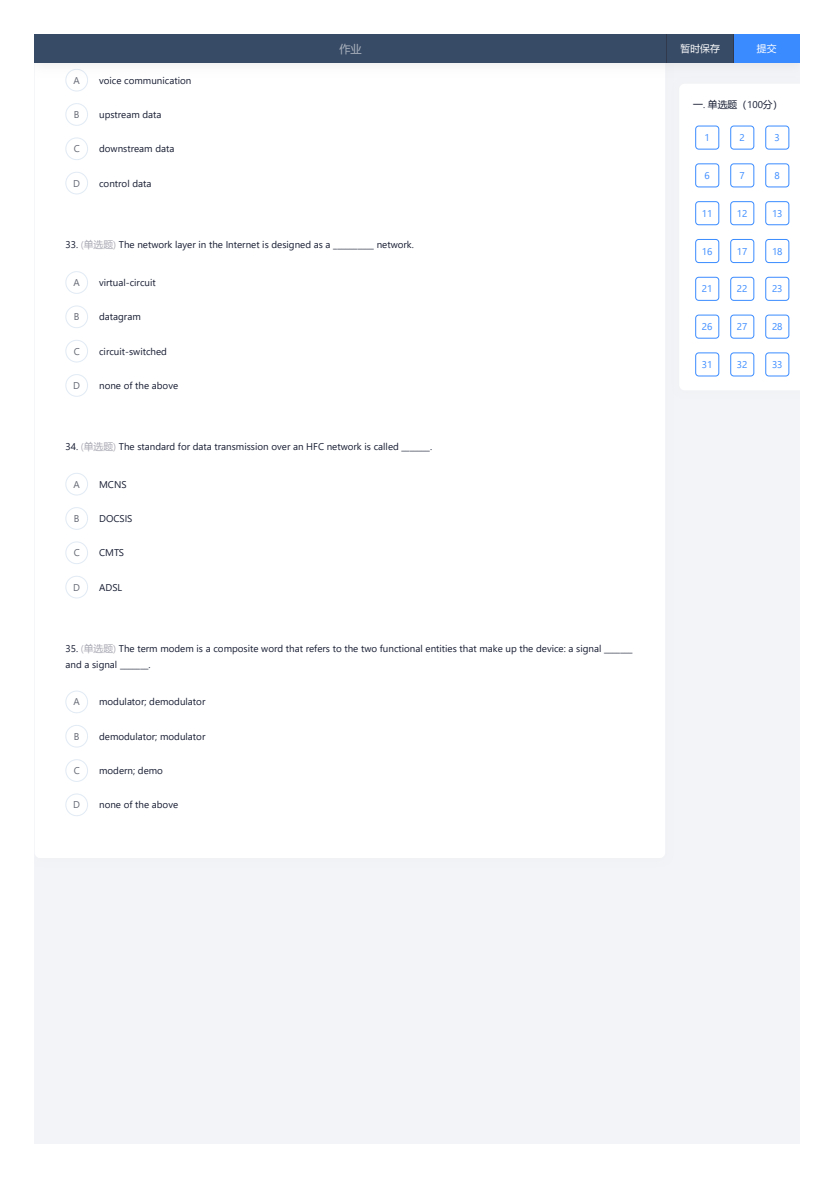 作业
暂时保存
提交
A voice communication
B upstream data
C downstream data
D control data
33. (单选题) The network layer in the Internet is designed as a _________ network.
A virtual-circuit
B datagram
C circuit-switched
D none of the above
34. (单选题) The standard for data transmission over an HFC network is called ______.
A MCNS
B DOCSIS
C CMTS
D ADSL
35. (单选题) The term modem is a composite word that refers to the two functional entities that make up the device: a signal ______
and a signal ______.
A modulator; demodulator
B demodulator; modulator
C modern; demo
D none of the above
一. 单选题（100分）
1 2 3
6 7 8
11 12 13
16 17 18
21 22 23
26 27 28
31 32 33